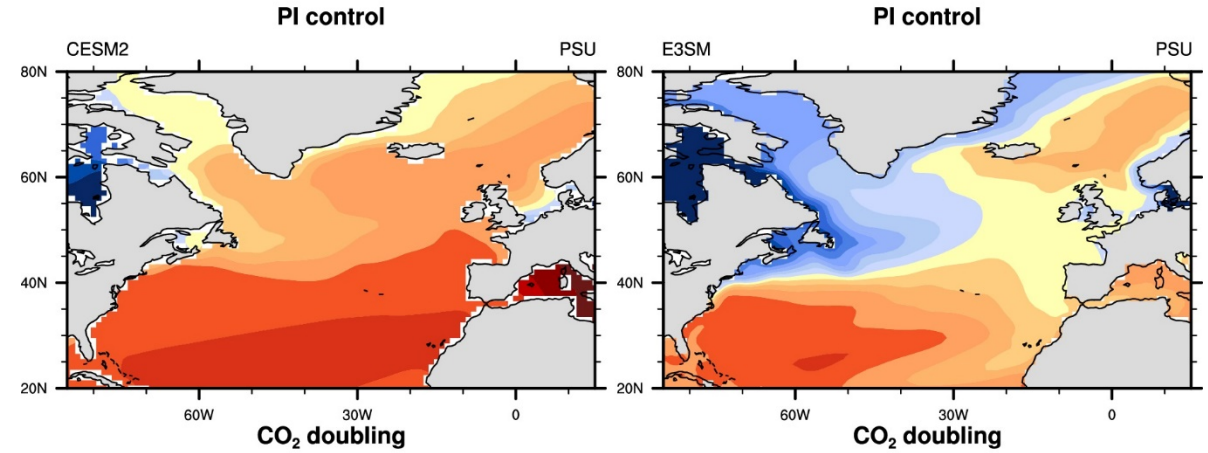 PI control
CESM2 PSU
80N
60N
40N
20N
60W 30W 0
CO₂ doubling
PI control
E3SM PSU
80N
60N
40N
20N
60W 30W 0
CO₂ doubling